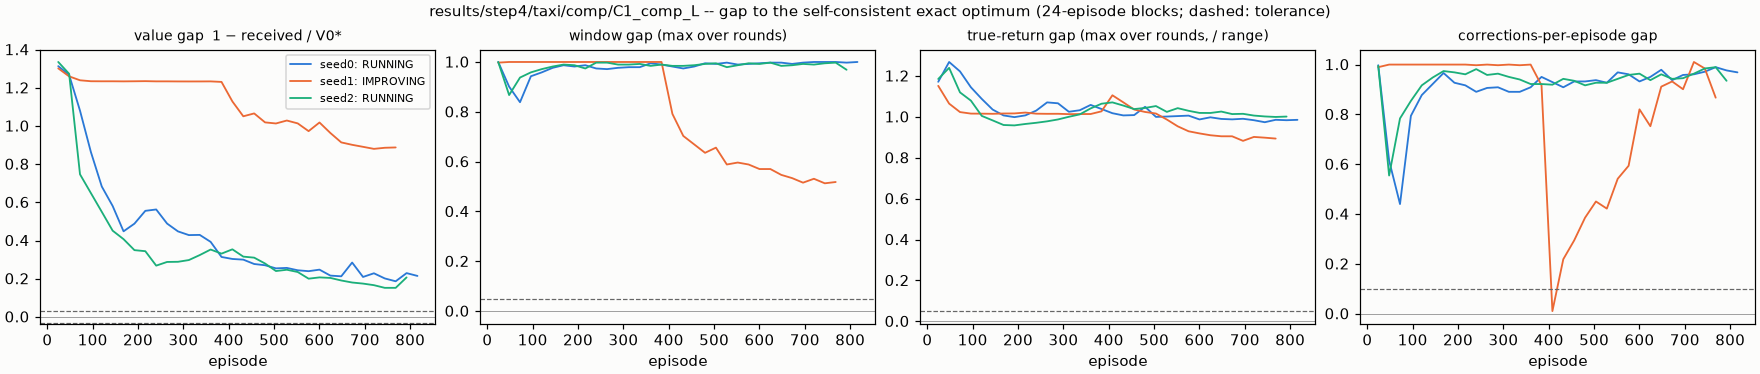 results/step4/taxi/comp/C1_comp_L -- gap to the self-consistent exact optimum (24-episode blocks; dashed: tolerance)
value gap 1 − received / V0*
1.4
1.2
1.0
0.8
0.6
0.4
0.2
0.0
seed0: RUNNING
seed1: IMPROVING
seed2: RUNNING
0 100 200 300 400 500 600 700 800
episode
window gap (max over rounds)
1.0
0.8
0.6
0.4
0.2
0.0
0 100 200 300 400 500 600 700 800
episode
true-return gap (max over rounds, / range)
1.2
1.0
0.8
0.6
0.4
0.2
0.0
0 100 200 300 400 500 600 700 800
episode
corrections-per-episode gap
1.0
0.8
0.6
0.4
0.2
0.0
0 100 200 300 400 500 600 700 800
episode